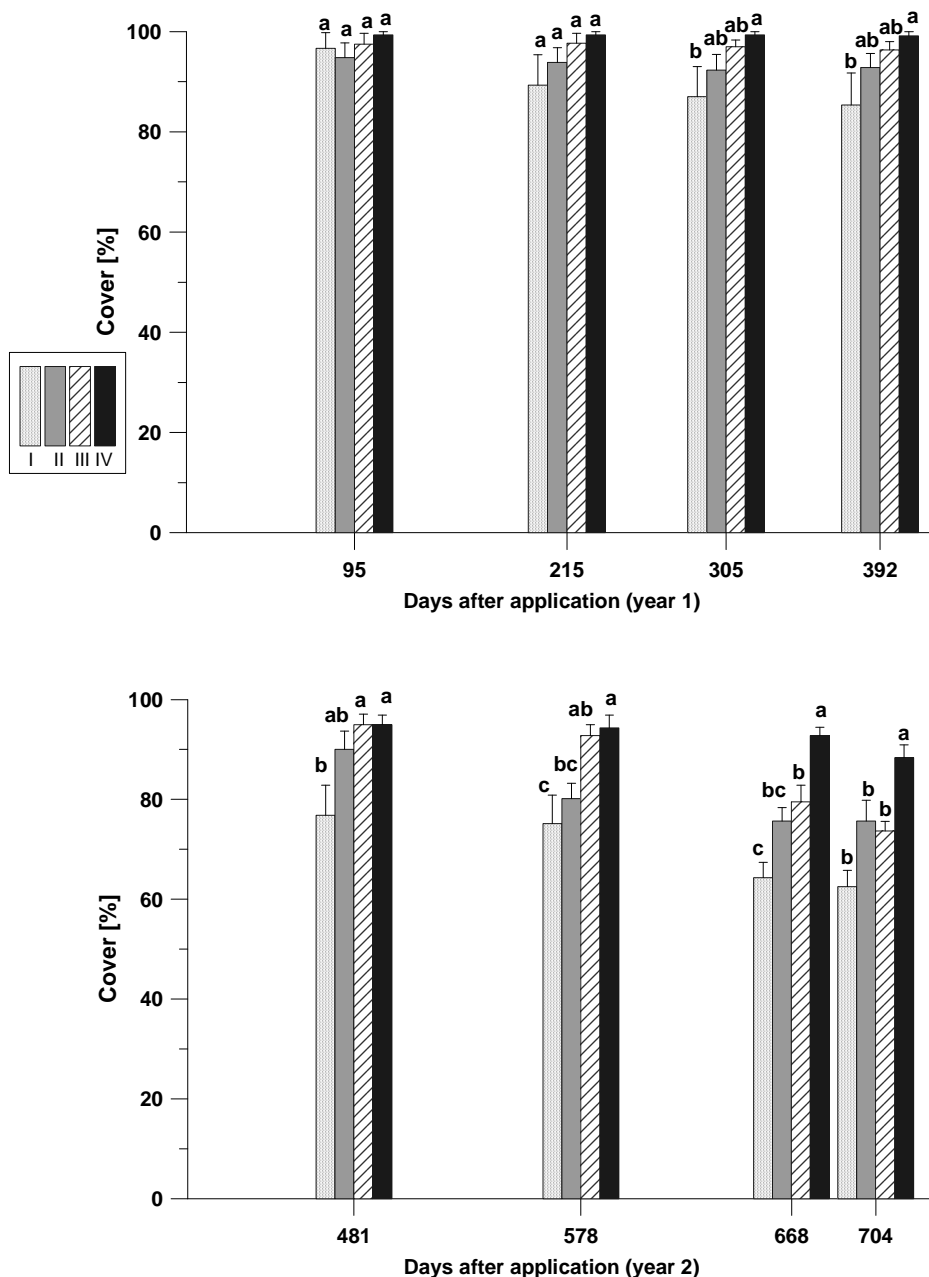 a a a a
a a a a
b ab ab a
b ab ab a
100
80
60
40
20
0
Cover [%]
I II III IV
95 215 305 392
Days after application (year 1)
b ab a a
c bc ab a
c bc b a
b b b a
100
80
60
40
20
0
Cover [%]
481 578 668 704
Days after application (year 2)